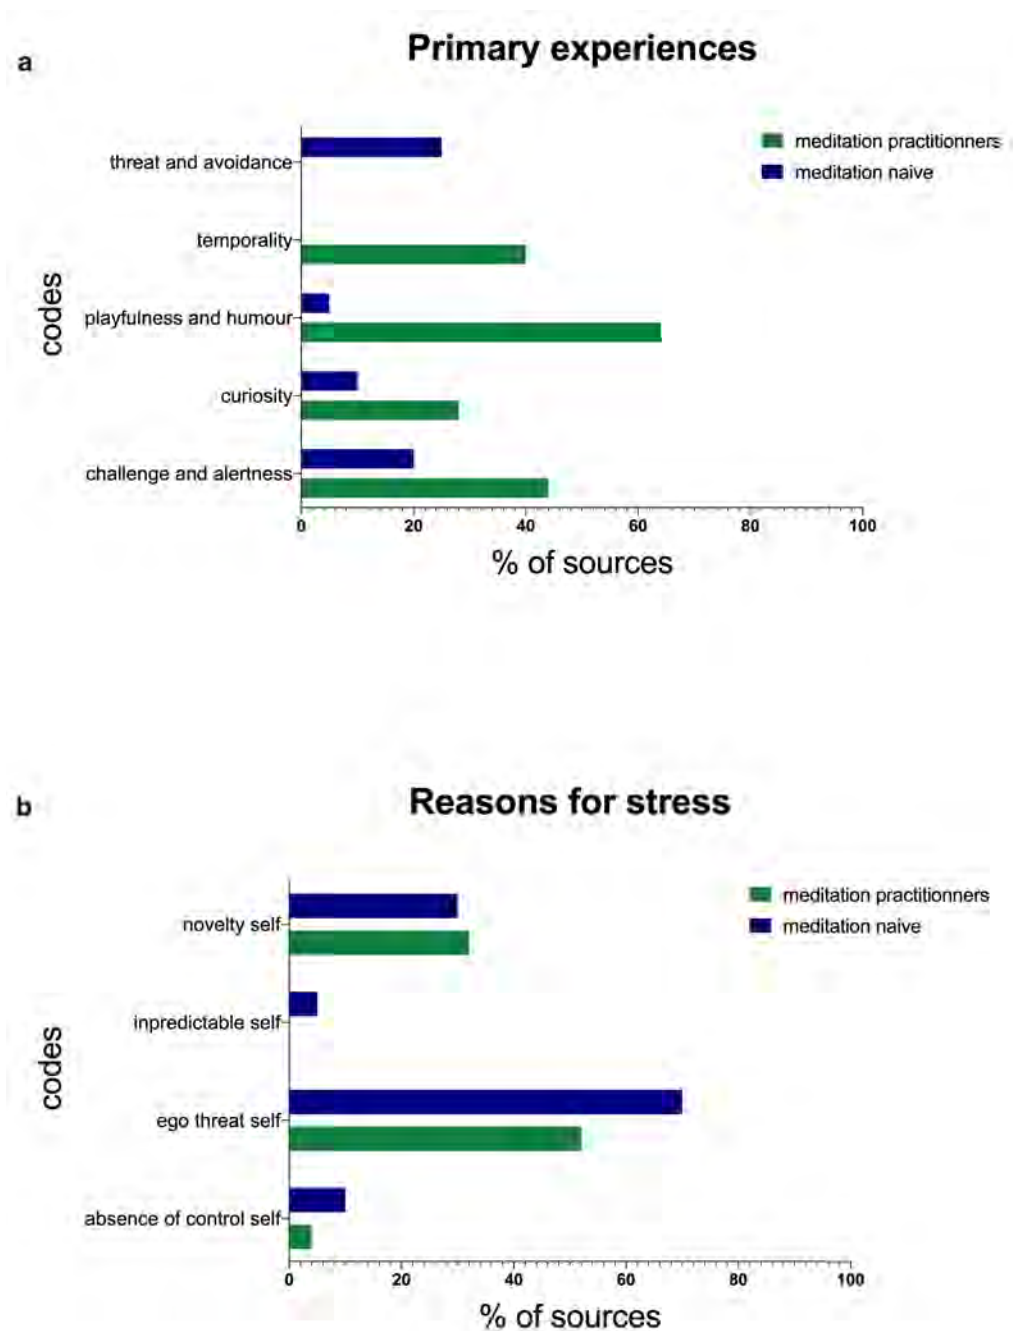 a
Primary experiences
meditation practitionners
meditation naive
threat and avoidance
temporality
playfulness and humour
curiosity
challenge and alertness
codes
0 20 40 60 80 100
% of sources
b
Reasons for stress
meditation practitionners
meditation naive
novelty self
inpredictable self
ego threat self
absence of control self
codes
0 20 40 60 80 100
% of sources